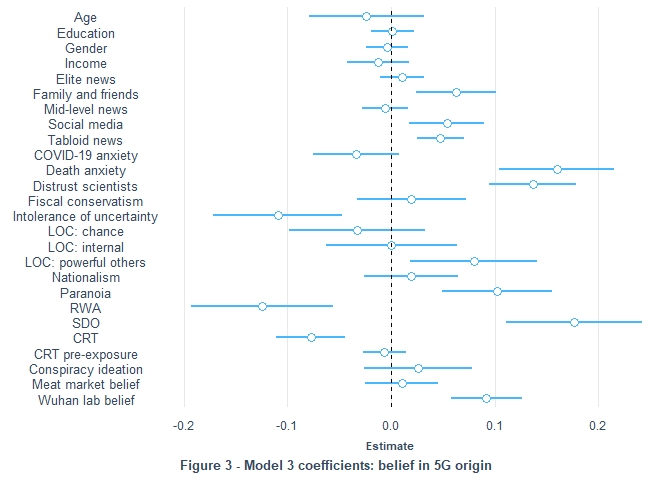 Age
Education
Gender
Income
Elite news
Family and friends
Mid-level news
Social media
Tabloid news
COVID-19 anxiety
Death anxiety
Distrust scientists
Fiscal conservatism
Intolerance of uncertainty
LOC: chance
LOC: internal
LOC: powerful others
Nationalism
Paranoia
RWA
SDO
CRT
CRT pre-exposure
Conspiracy ideation
Meat market belief
Wuhan lab belief
-0.2 -0.1 0.0 0.1 0.2
Estimate
Figure 3 - Model 3 coefficients: belief in 5G origin